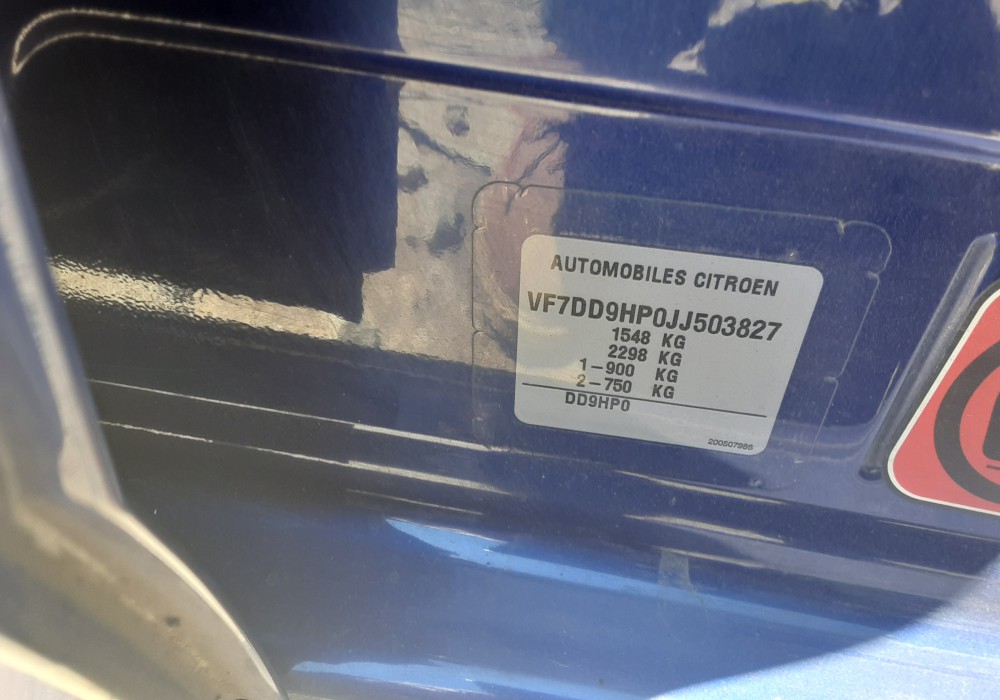 AUTOMOBILES CITROEN
VF7DD9HP0JJ503827
1548 KG
2298 KG
1-900 KG
2-750 KG
DD9HP0
200507986